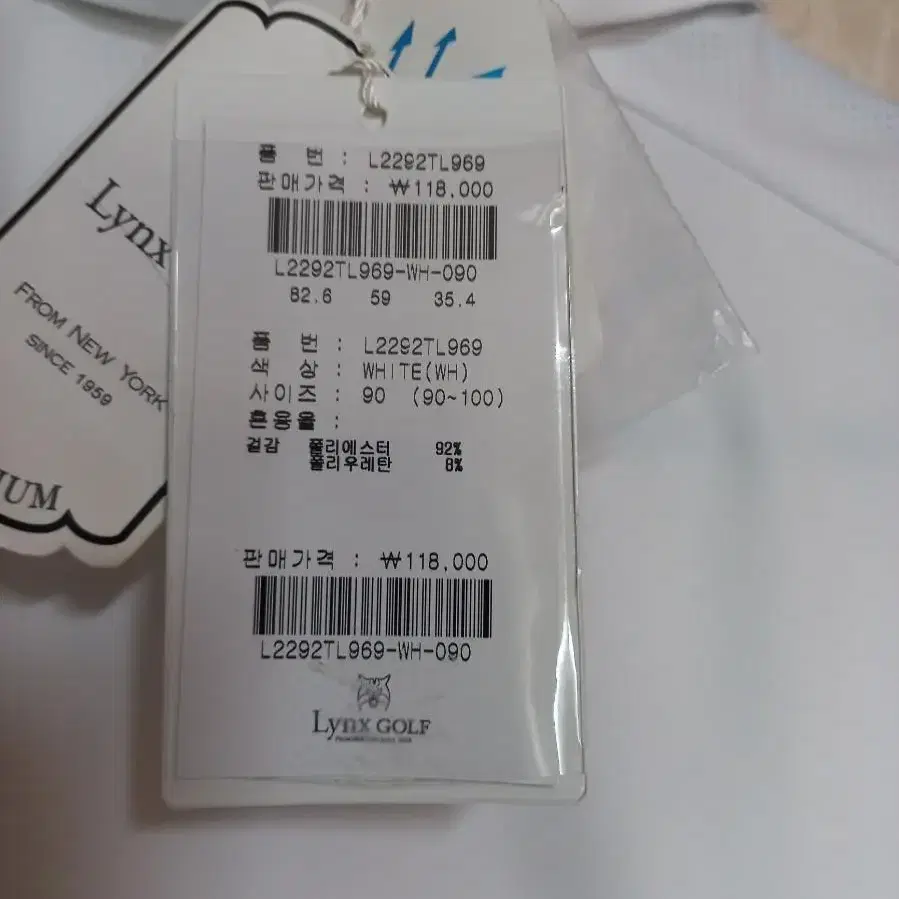 Lynx
FROM NEW YORK
SINCE 1959
품 번 : L2292TL969
판매가격 : ₩118,000
L2292TL969-WH-090
82.6 59 35.4
품 번 : L2292TL969
색 상 : WHITE(WH)
사이즈 : 90 (90~100)
혼용율 :
겉감 폴리에스터 92%
폴리우레탄 8%
판매가격 : ₩118,000
L2292TL969-WH-090
Lynx GOLF